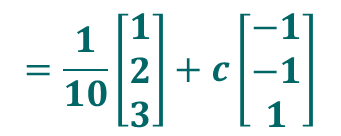 = 1/10 [1 2 3] + c [-1 -1 1]